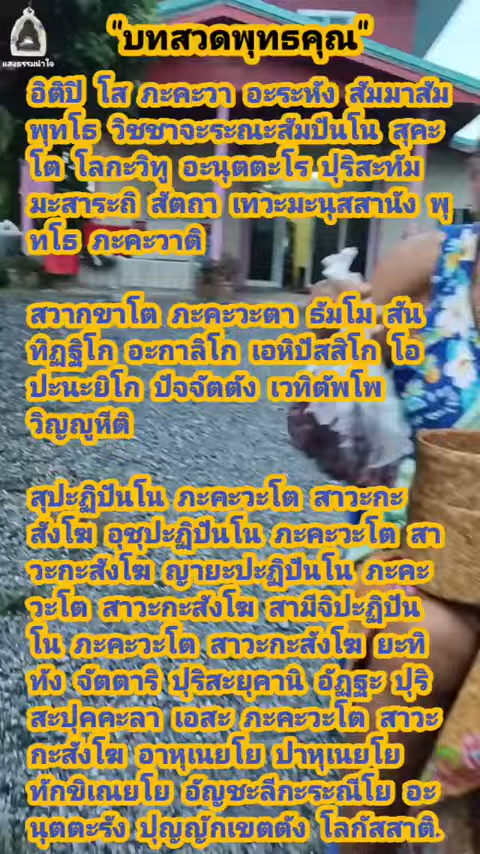 "บทสวดพุทธคุณ"
แสงธรรมนำใจ
อิติปิ โส ภะคะวา อะระหัง สัมมาสัม
พุทโธ วิชชาจะระณะสัมปันโน สุคะ
โต โลกะวิทู อะนุตตะโร ปุริสะทัม
มะสาระถิ สัตถา เทวะมะนุสสานัง พุ
ทโธ ภะคะวาติ
สวากขาโต ภะคะวะตา ธัมโม สัน
ทิฏฐิโก อะกาลิโก เอหิปัสสิโก โอ
ปะนะยิโก ปัจจัตตัง เวทิตัพโพ
วิญญูหีติ
สุปะฏิปันโน ภะคะวะโต สาวะกะ
สังโฆ อุชุปะฏิปันโน ภะคะวะโต สา
วะกะสังโฆ ญายะปะฏิปันโน ภะคะ
วะโต สาวะกะสังโฆ สามีจิปะฏิปัน
โน ภะคะวะโต สาวะกะสังโฆ ยะทิ
ทัง จัตตาริ ปุริสะยุคานิ อัฏฐะ ปุริ
สะปุคคะลา เอสะ ภะคะวะโต สาวะ
กะสังโฆ อาหุเนยโย ปาหุเนยโย
ทักขิเณยโย อัญชะลีกะระณีโย อะ
นุตตะรัง ปุญญักเขตตัง โลกัสสาติ.